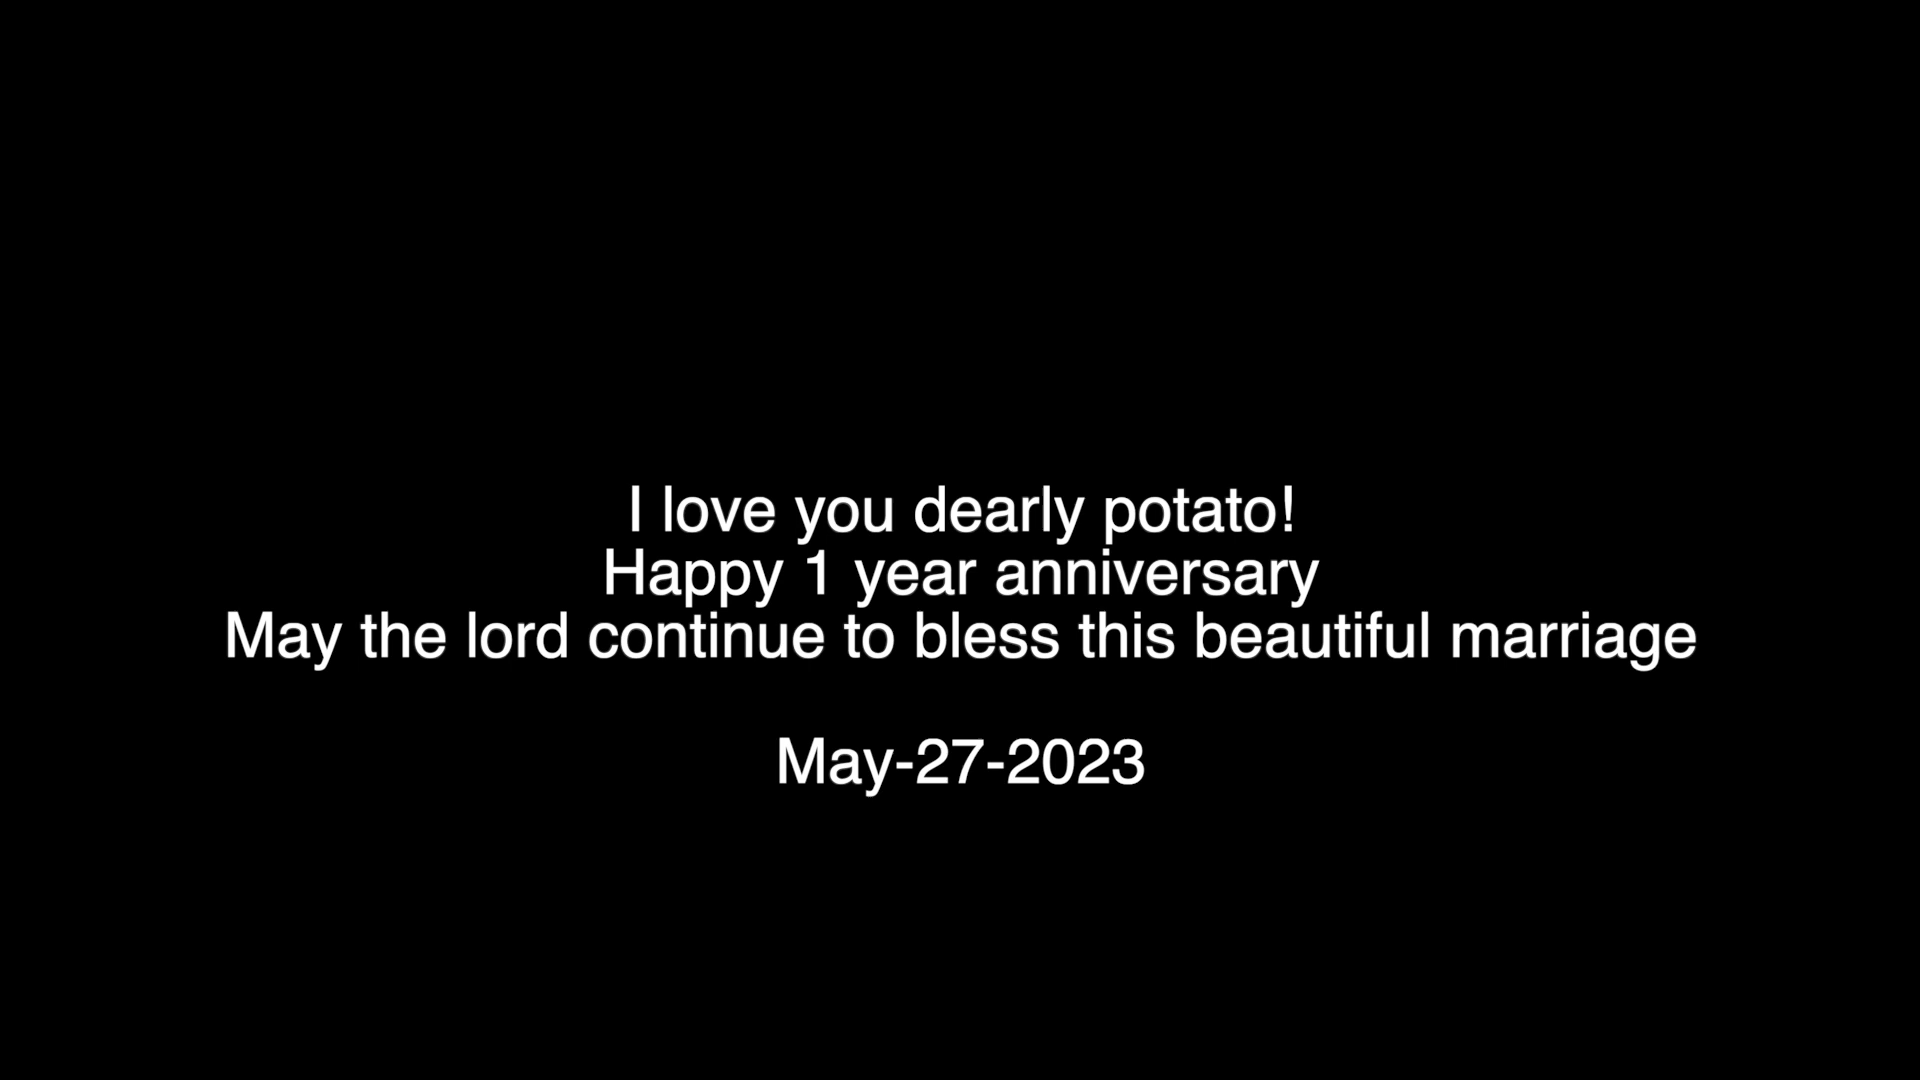 I love you dearly potato!
Happy 1 year anniversary
May the lord continue to bless this beautiful marriage
May-27-2023